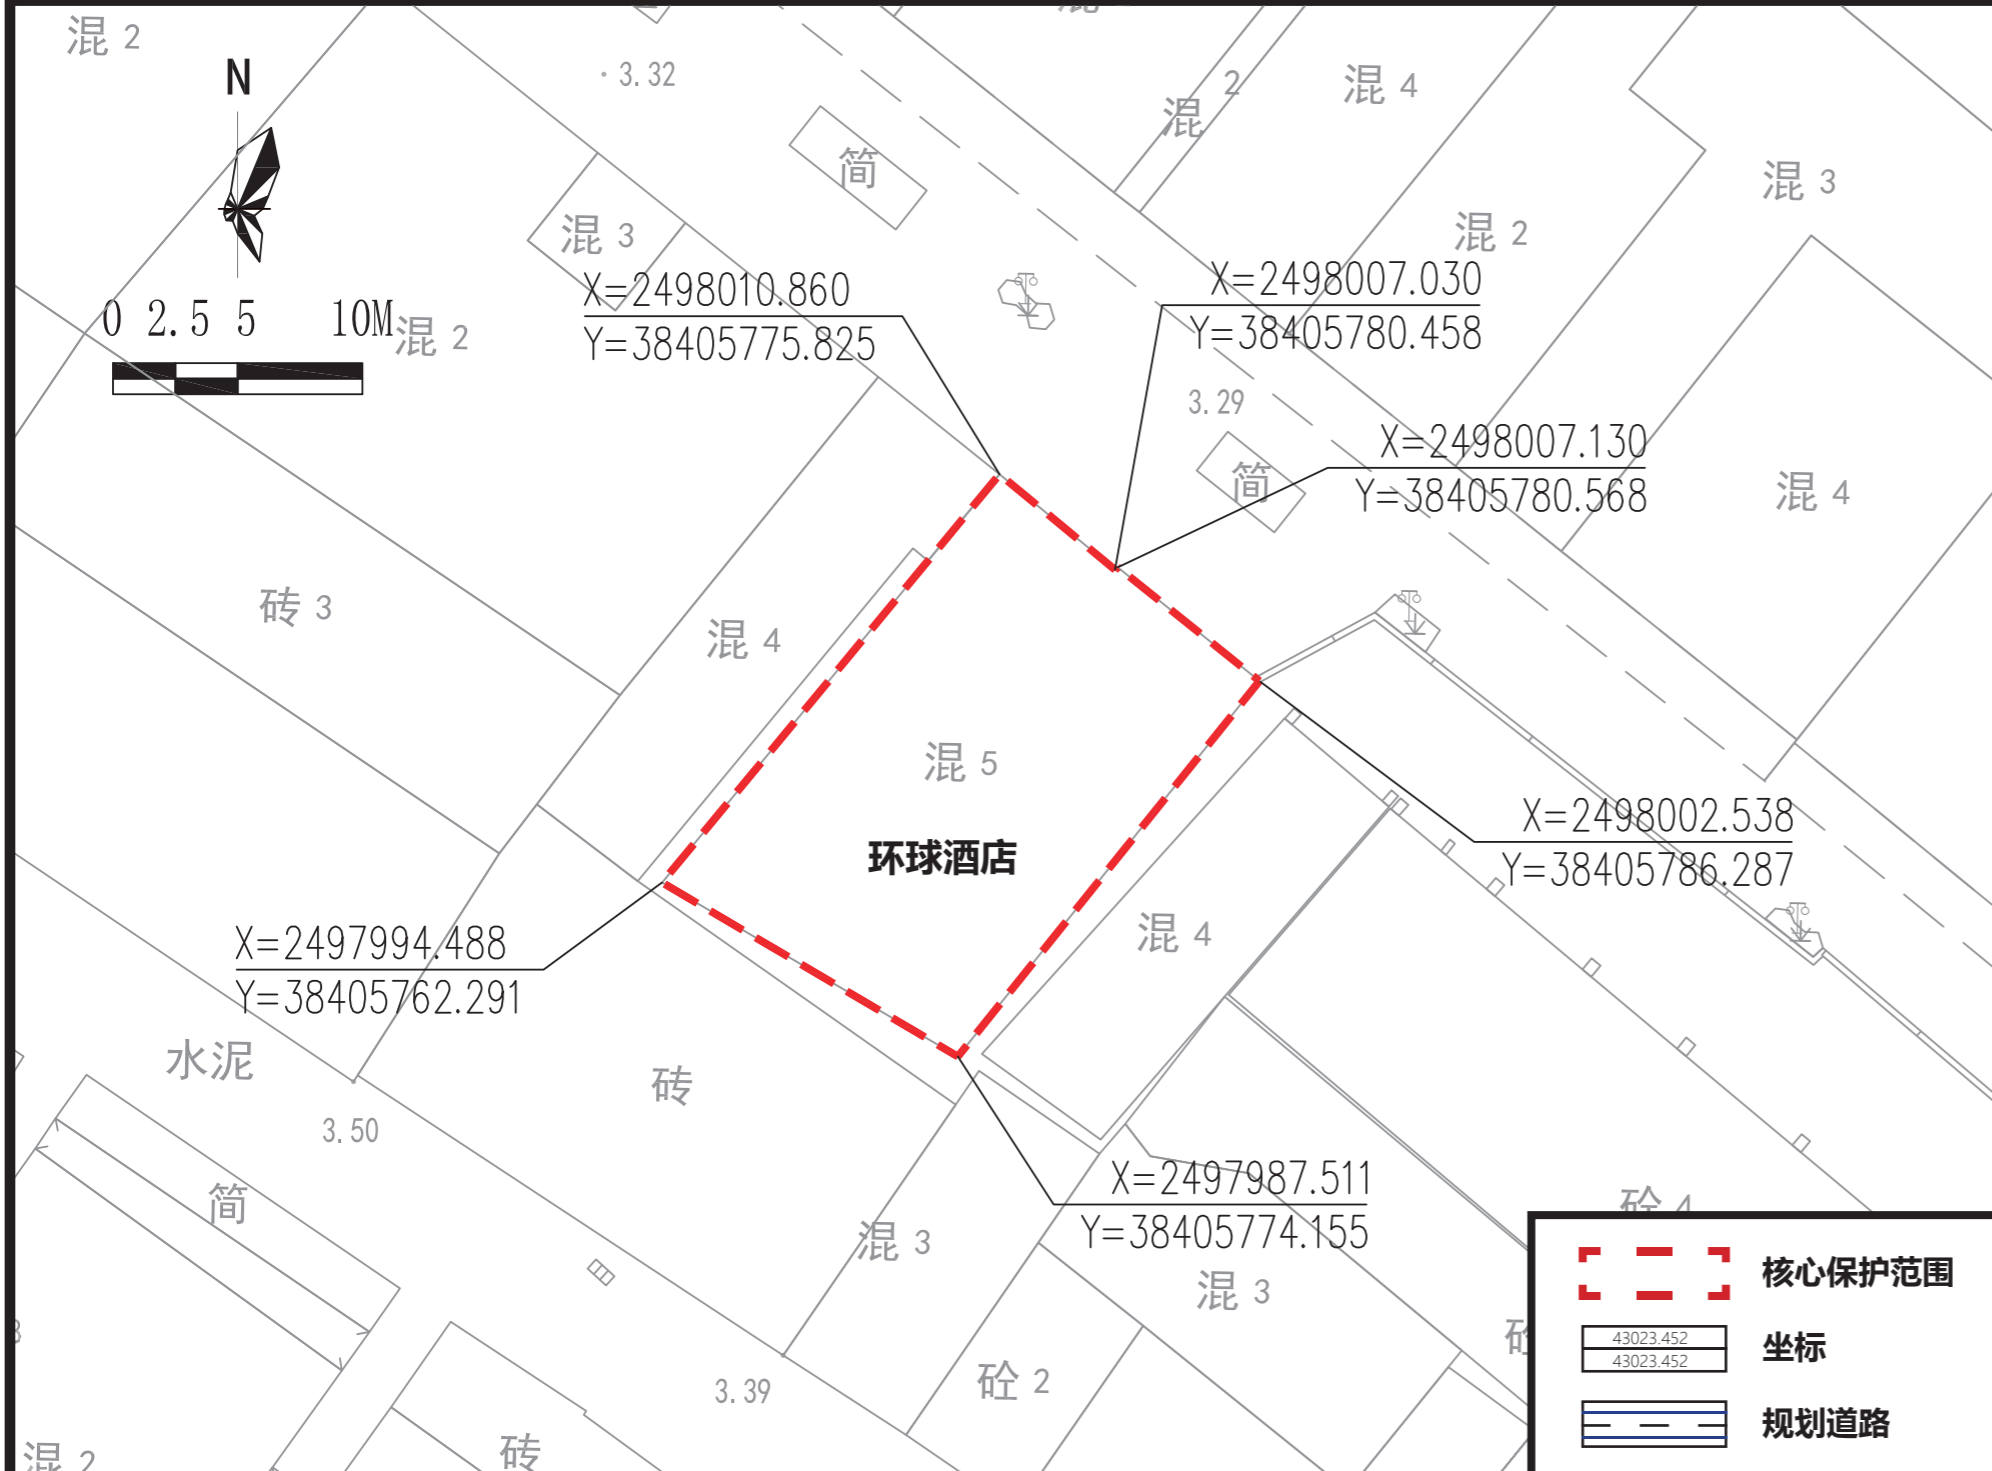 混 2
N
3.32
混 2
混 4
混 3
简
混 3
混 2
X=2498010.860
Y=38405775.825
X=2498007.030
Y=38405780.458
0 2.5 5 10M
混 2
3.29
X=2498007.130
Y=38405780.568
简
混 4
砖 3
混 4
混 5
环球酒店
X=2498002.538
Y=38405786.287
混 4
X=2497994.488
Y=38405762.291
水泥
砖
3.50
X=2497987.511
Y=38405774.155
简
混 3
混 3
砼 4
核心保护范围
43023.452
43023.452
坐标
规划道路
砼 2
3.39
砖
混 2